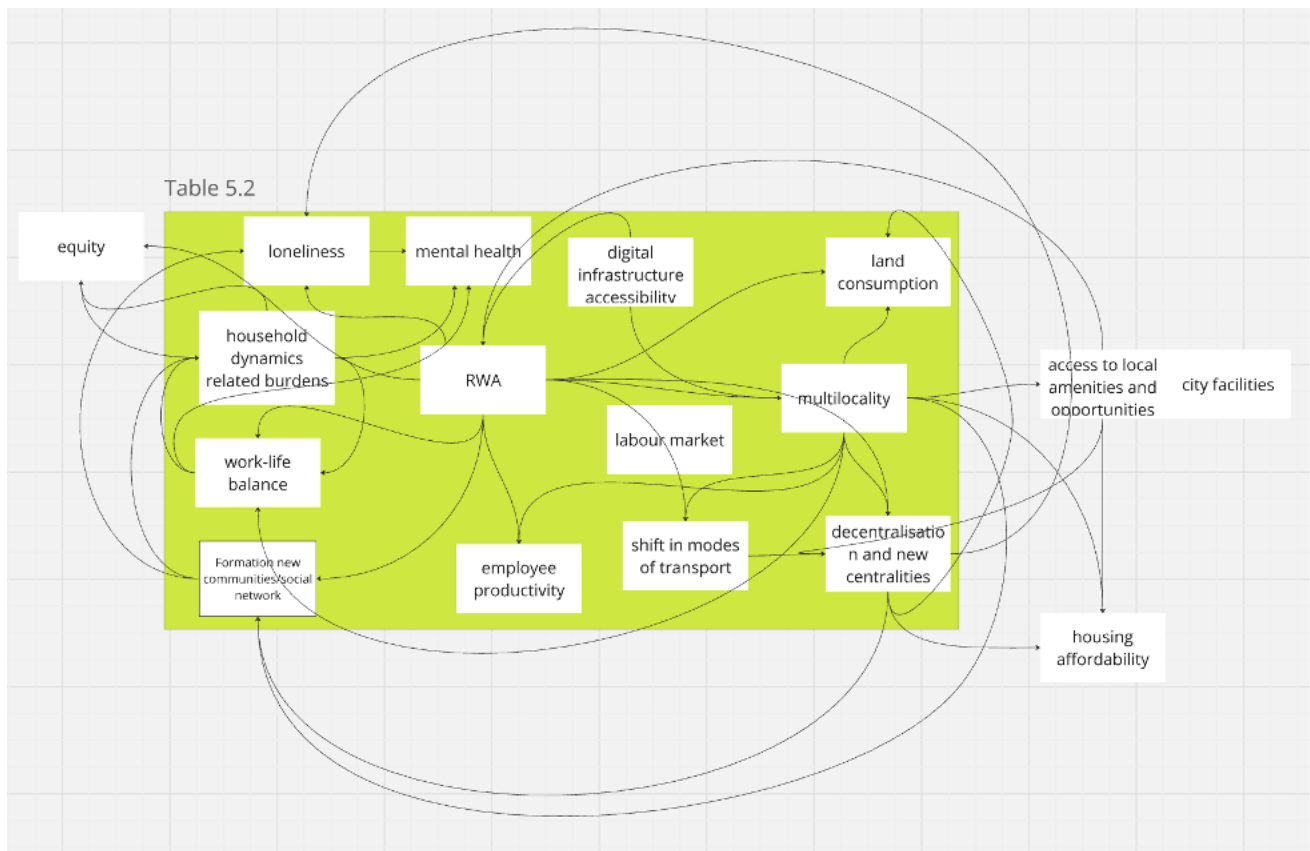 Table 5.2
equity
loneliness
mental health
digital
infrastructure
accessibility
land
consumption
household
dynamics
related burdens
RWA
multilocality
access to local
amenities and
opportunities
city facilities
labour market
work-life
balance
Formation new
communities/social
network
employee
productivity
shift in modes
of transport
decentralisatio
n and new
centralities
housing
affordability